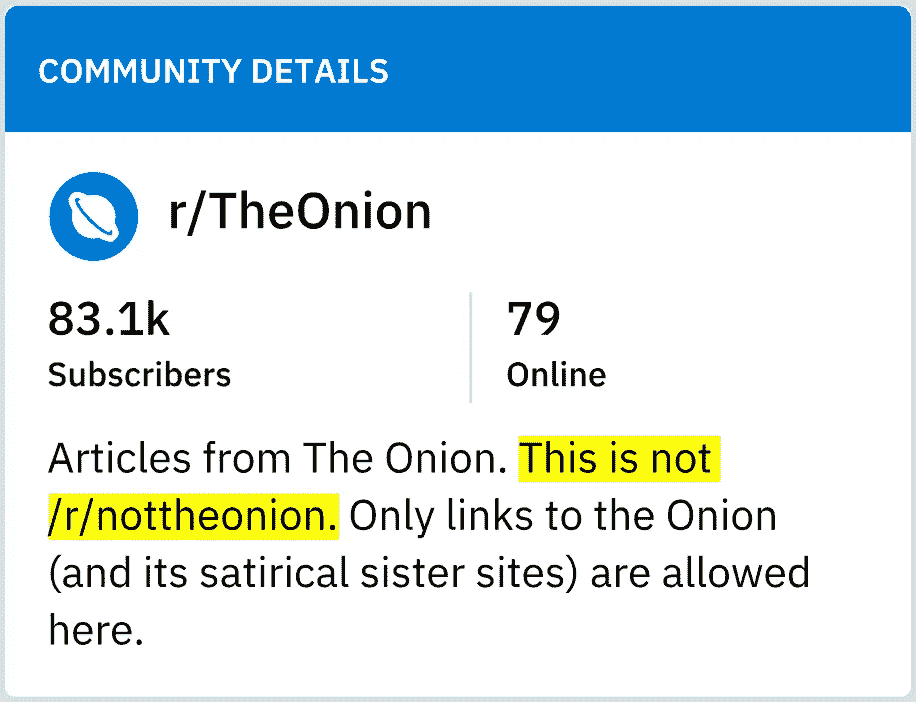 COMMUNITY DETAILS
r/TheOnion
83.1k
Subscribers
79
Online
Articles from The Onion. This is not
/r/nottheonion. Only links to the Onion
(and its satirical sister sites) are allowed
here.